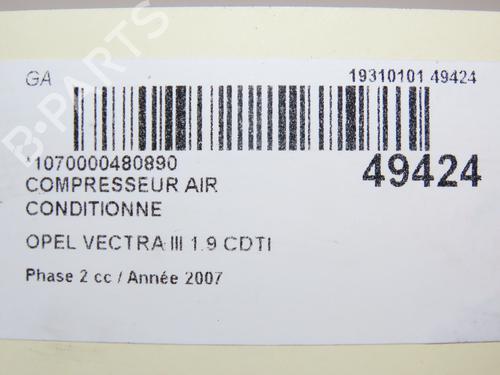 GA
19310101 49424
*1070000480890
49424
COMPRESSEUR AIR
CONDITIONNE
OPEL VECTRA III 1.9 CDTI
Phase 2 cc / Année 2007
B-PARTS